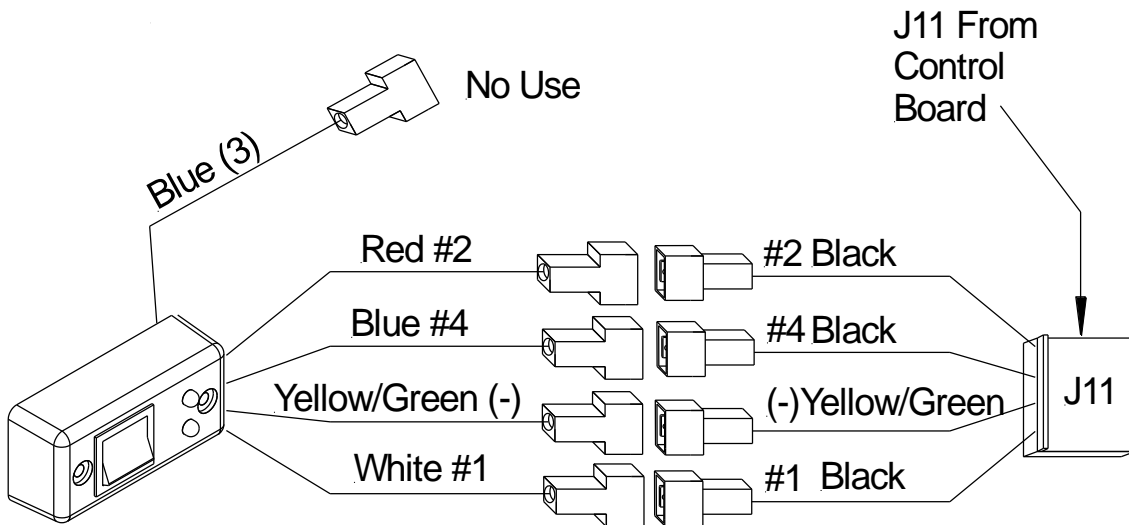 J11 From
Control
Board
No Use
Blue (3)
Red #2
#2 Black
Blue #4
#4 Black
Yellow/Green (-)
(-)Yellow/Green
J11
White #1
#1 Black